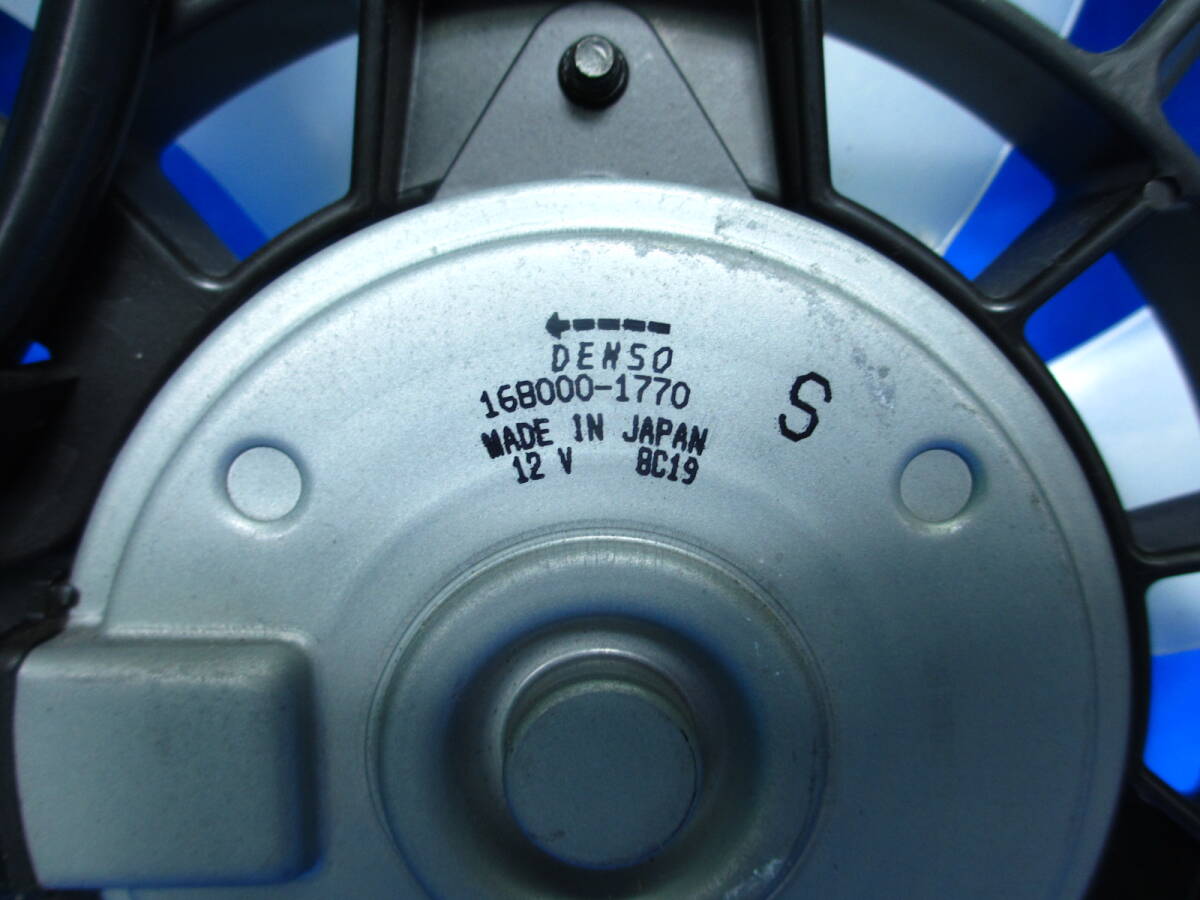 DENSO
168000-1770
MADE IN JAPAN
12 V 8C19
S